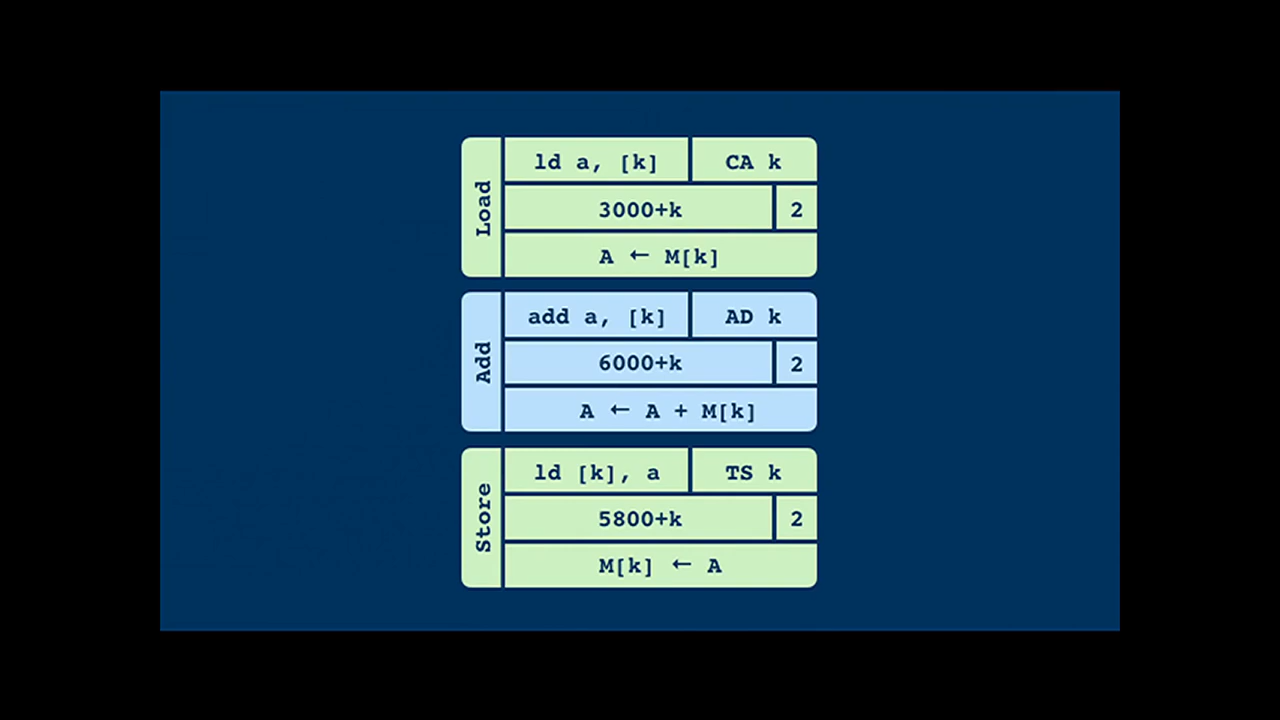 Load
ld a, [k] CA k
3000+k 2
A ← M[k]
Add
add a, [k] AD k
6000+k 2
A ← A + M[k]
Store
ld [k], a TS k
5800+k 2
M[k] ← A